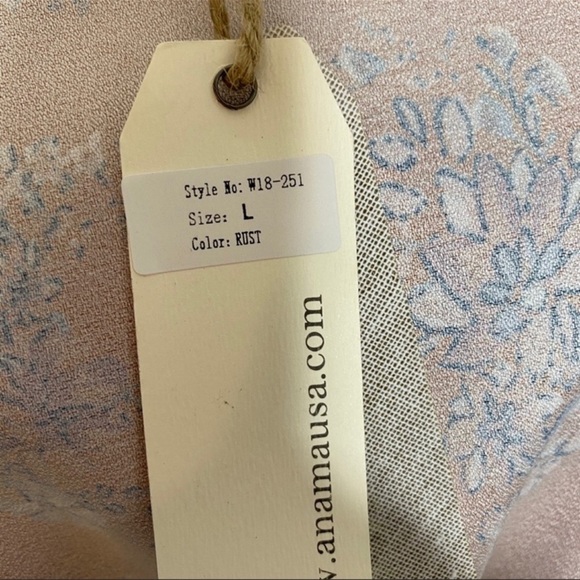 Style No: W18-251
Size: L
Color: RUST
w.anamausa.com